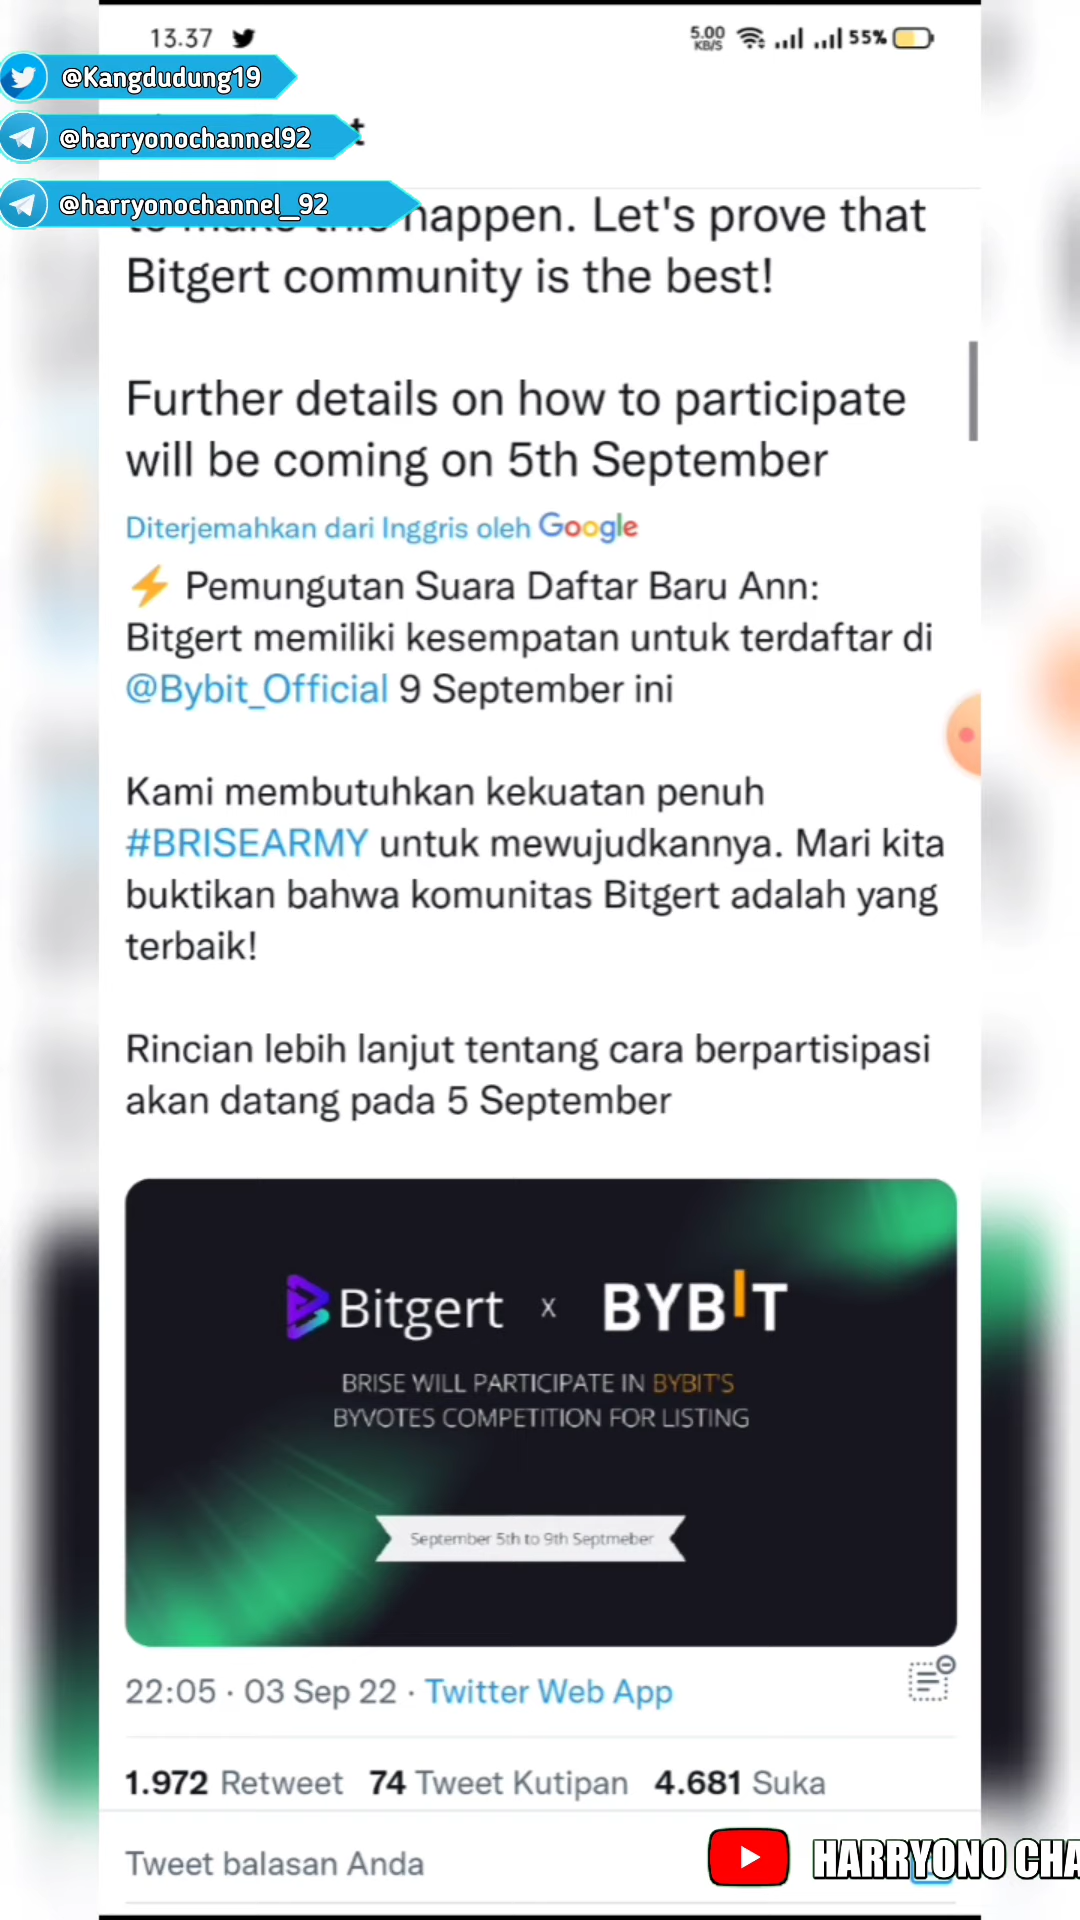 13.37
5.00 KB/S
55%
@Kangdudung19
@harryonochannel92
@harryonochannel_92
happen. Let's prove that
Bitgert community is the best!
Further details on how to participate
will be coming on 5th September
Diterjemahkan dari Inggris oleh Google
⚡ Pemungutan Suara Daftar Baru Ann:
Bitgert memiliki kesempatan untuk terdaftar di
@Bybit_Official 9 September ini
Kami membutuhkan kekuatan penuh
#BRISEARMY untuk mewujudkannya. Mari kita
buktikan bahwa komunitas Bitgert adalah yang
terbaik!
Rincian lebih lanjut tentang cara berpartisipasi
akan datang pada 5 September
Bitgert x BYBIT
BRISE WILL PARTICIPATE IN BYBIT'S
BYVOTES COMPETITION FOR LISTING
September 5th to 9th Septmeber
22:05 · 03 Sep 22 · Twitter Web App
1.972 Retweet 74 Tweet Kutipan 4.681 Suka
Tweet balasan Anda
HARRYONO CHA